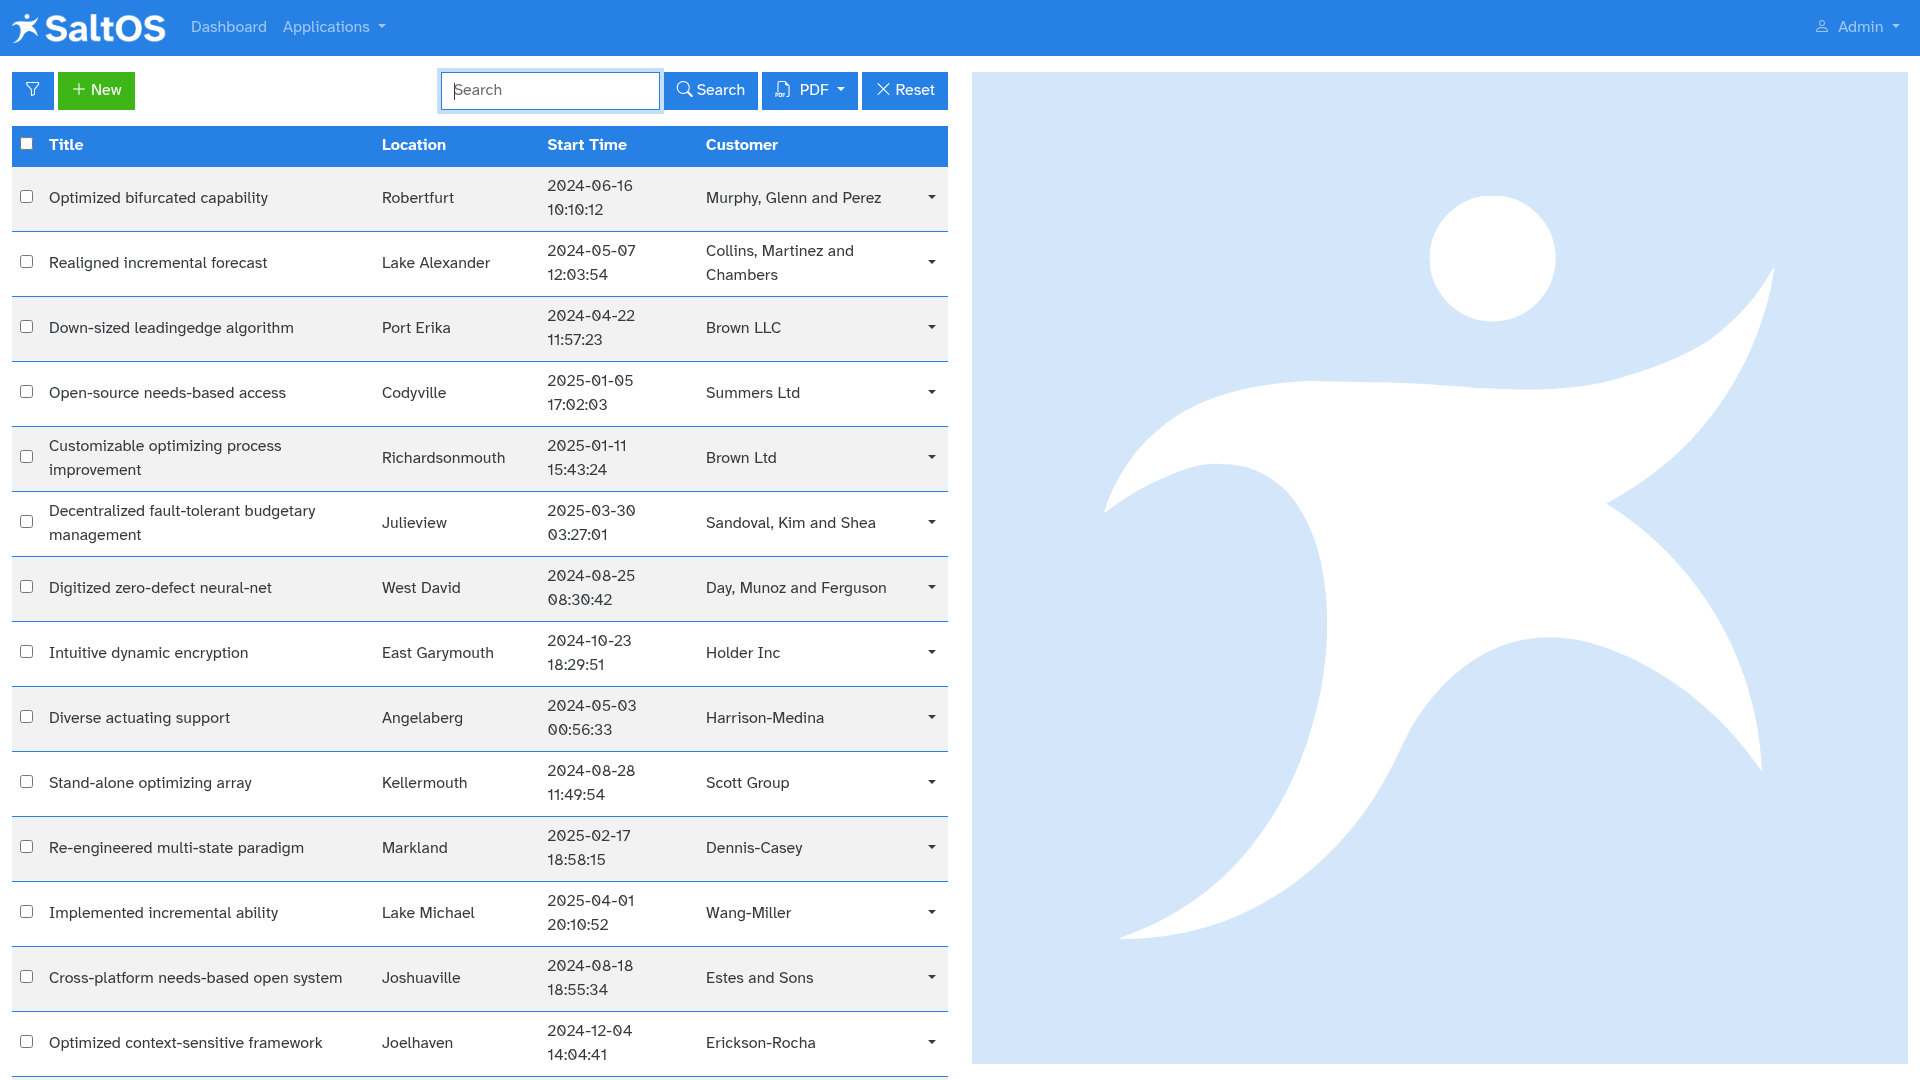 SaltOS Dashboard Applications Admin
New Search Search PDF Reset
Title Location Start Time Customer
Optimized bifurcated capability Robertfurt 2024-06-16 10:10:12 Murphy, Glenn and Perez
Realigned incremental forecast Lake Alexander 2024-05-07 12:03:54 Collins, Martinez and Chambers
Down-sized leadingedge algorithm Port Erika 2024-04-22 11:57:23 Brown LLC
Open-source needs-based access Codyville 2025-01-05 17:02:03 Summers Ltd
Customizable optimizing process improvement Richardsonmouth 2025-01-11 15:43:24 Brown Ltd
Decentralized fault-tolerant budgetary management Julieview 2025-03-30 03:27:01 Sandoval, Kim and Shea
Digitized zero-defect neural-net West David 2024-08-25 08:30:42 Day, Munoz and Ferguson
Intuitive dynamic encryption East Garymouth 2024-10-23 18:29:51 Holder Inc
Diverse actuating support Angelaberg 2024-05-03 00:56:33 Harrison-Medina
Stand-alone optimizing array Kellermouth 2024-08-28 11:49:54 Scott Group
Re-engineered multi-state paradigm Markland 2025-02-17 18:58:15 Dennis-Casey
Implemented incremental ability Lake Michael 2025-04-01 20:10:52 Wang-Miller
Cross-platform needs-based open system Joshuaville 2024-08-18 18:55:34 Estes and Sons
Optimized context-sensitive framework Joelhaven 2024-12-04 14:04:41 Erickson-Rocha